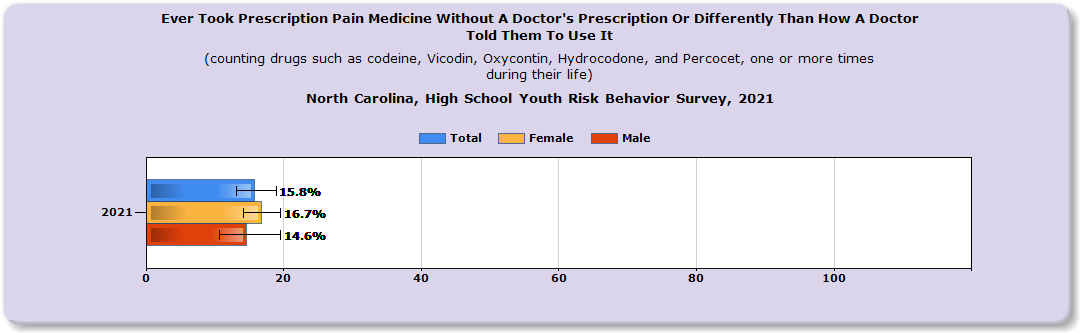 Ever Took Prescription Pain Medicine Without A Doctor's Prescription Or Differently Than How A Doctor
Told Them To Use It
(counting drugs such as codeine, Vicodin, Oxycontin, Hydrocodone, and Percocet, one or more times
during their life)
North Carolina, High School Youth Risk Behavior Survey, 2021
Total Female Male
15.8%
2021 16.7%
14.6%
0 20 40 60 80 100